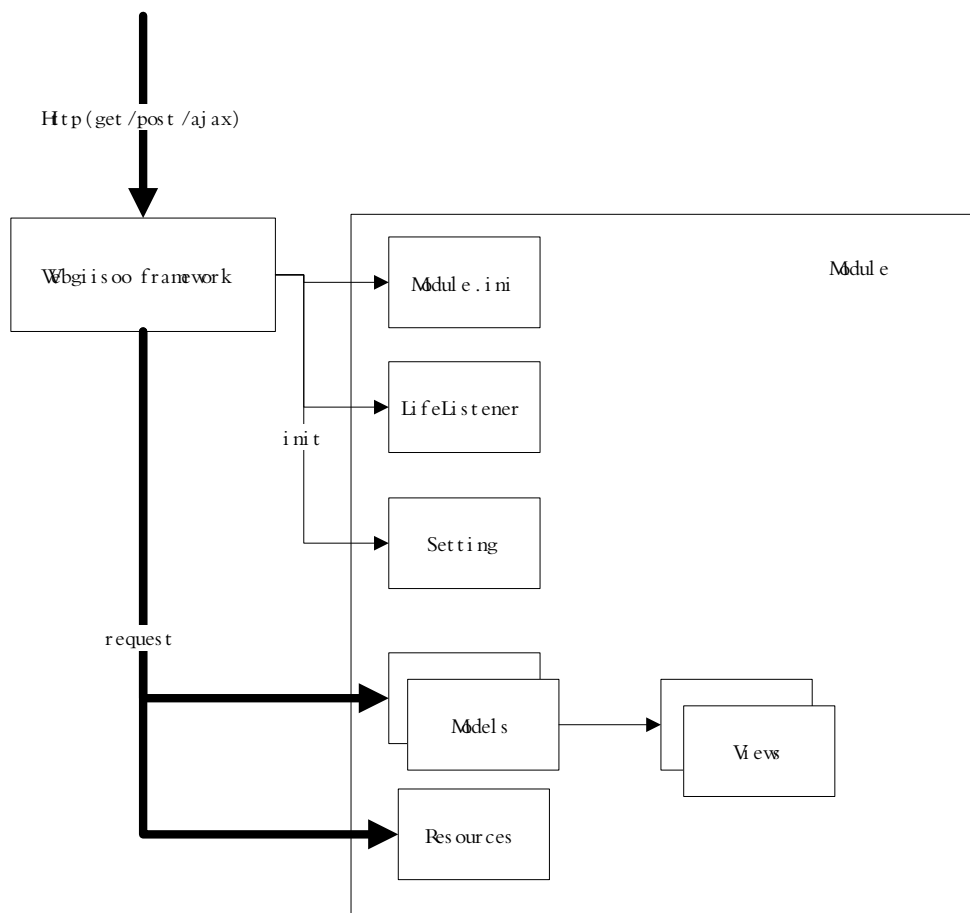 Http(get/post/ajax)
Webgiisoo framework
Module
Module.ini
LifeListener
init
Setting
request
Models
Views
Resources